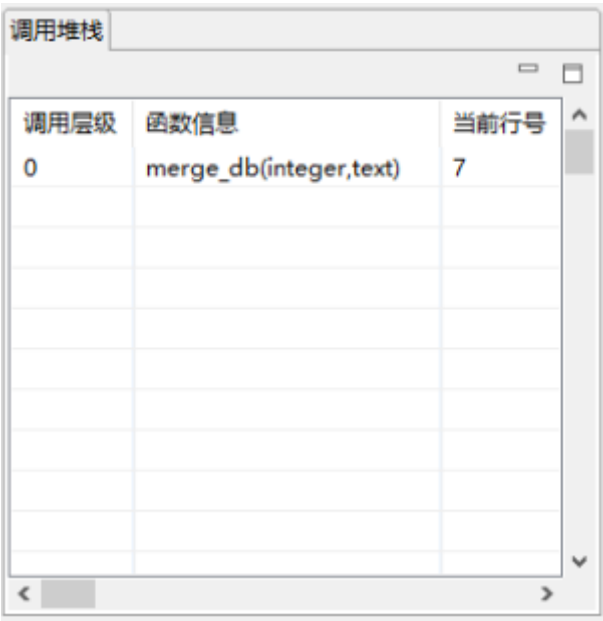 调用堆栈
调用层级 函数信息 当前行号
0 merge_db(integer,text) 7